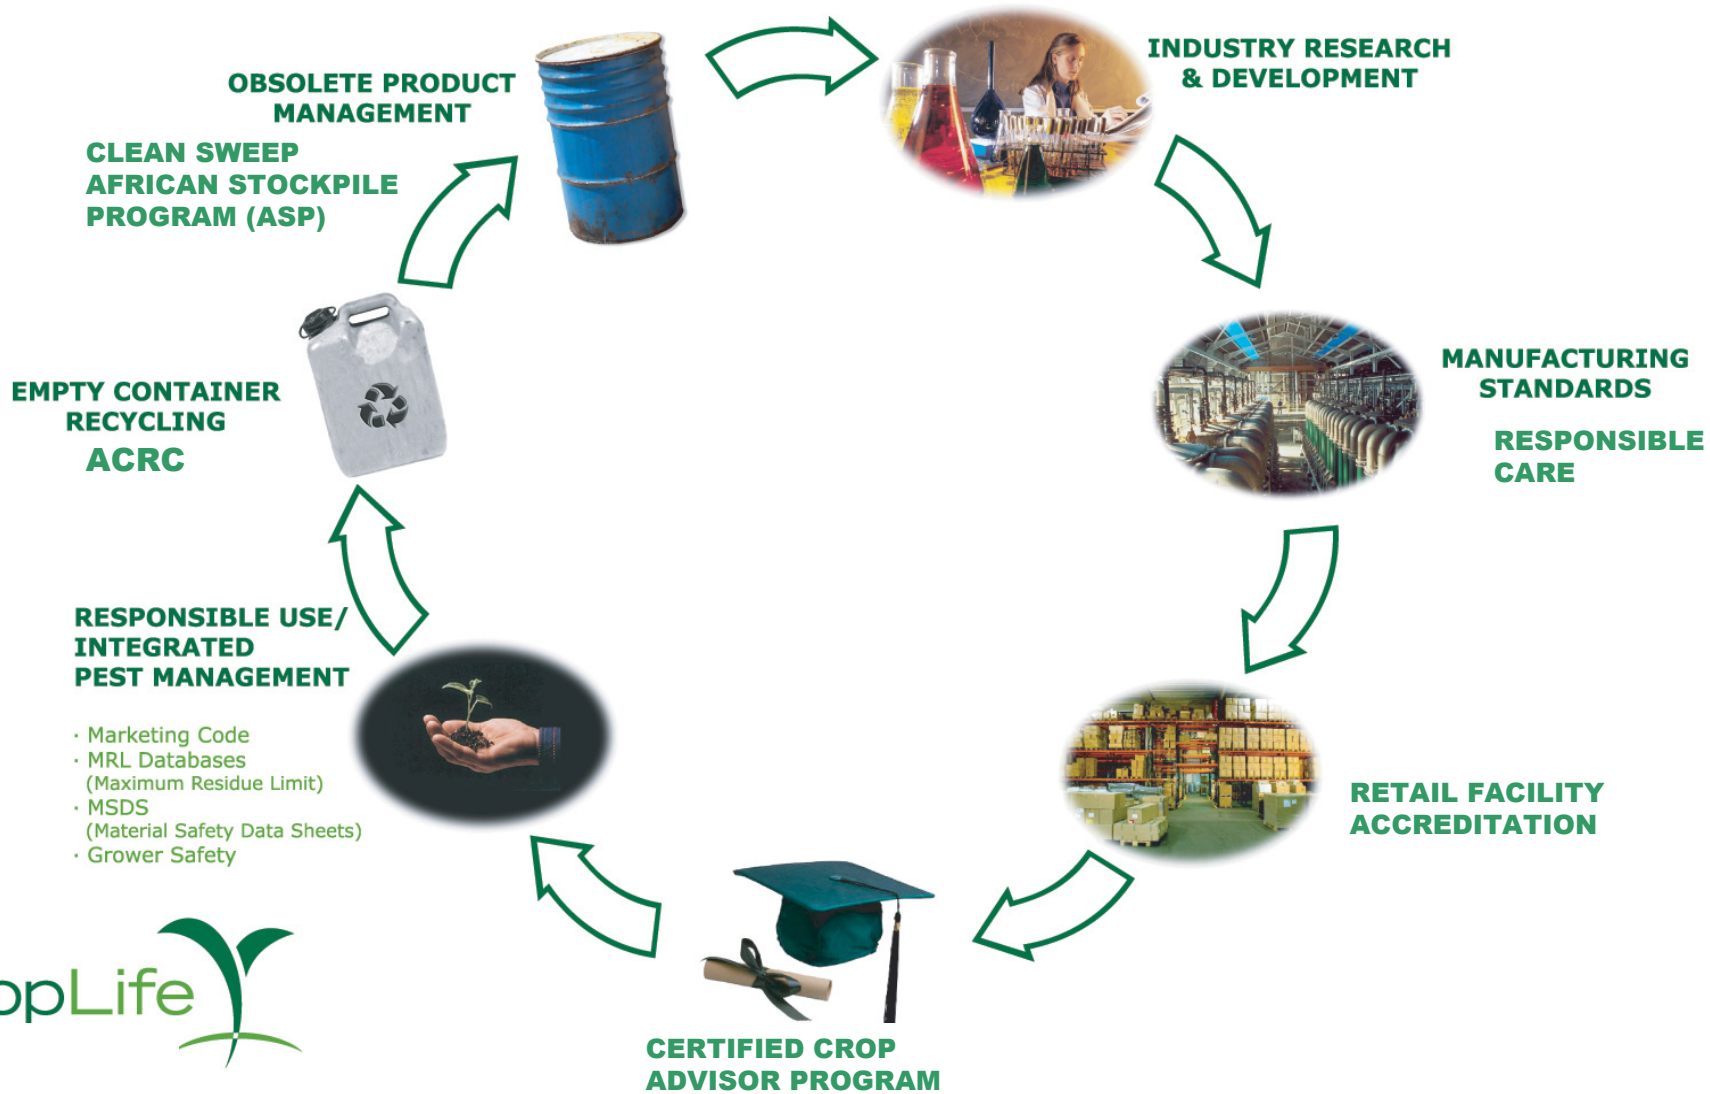 INDUSTRY RESEARCH
& DEVELOPMENT
MANUFACTURING
STANDARDS
RESPONSIBLE
CARE
RETAIL FACILITY
ACCREDITATION
CERTIFIED CROP
ADVISOR PROGRAM
RESPONSIBLE USE/
INTEGRATED
PEST MANAGEMENT
· Marketing Code
· MRL Databases
(Maximum Residue Limit)
· MSDS
(Material Safety Data Sheets)
· Grower Safety
EMPTY CONTAINER
RECYCLING
ACRC
OBSOLETE PRODUCT
MANAGEMENT
CLEAN SWEEP
AFRICAN STOCKPILE
PROGRAM (ASP)
opLife